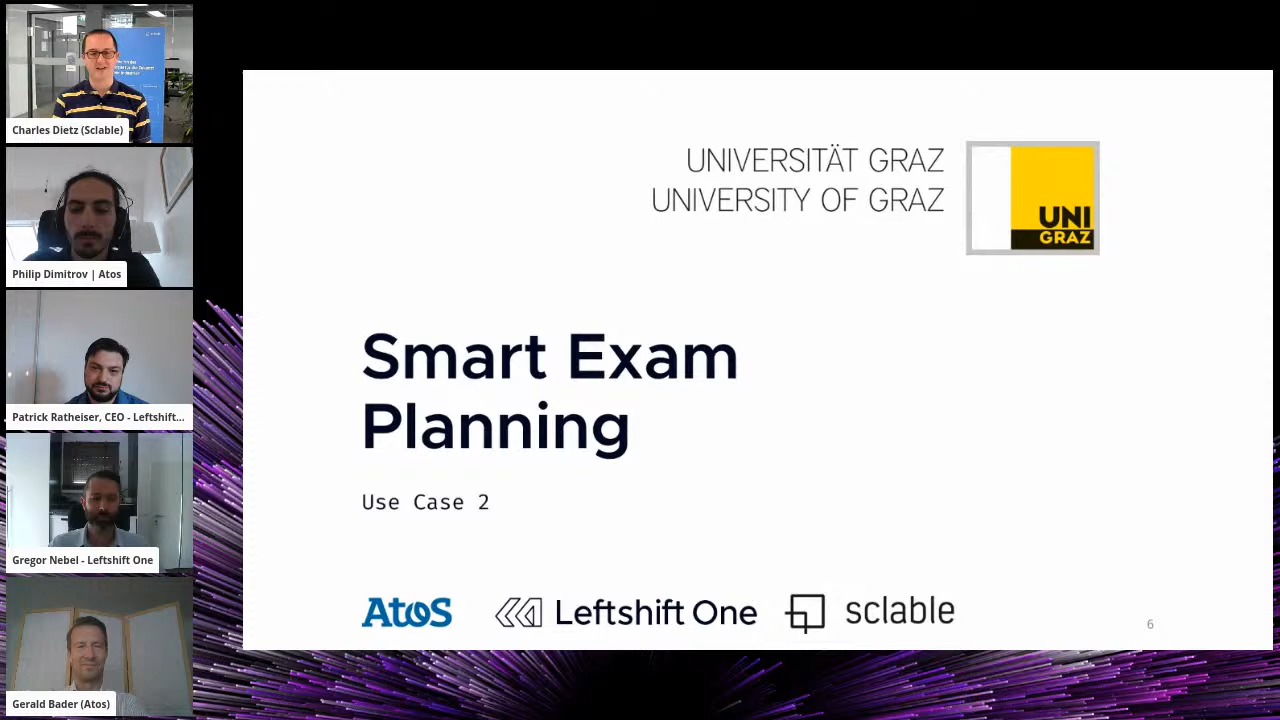 Charles Dietz (Sclable)
Philip Dimitrov | Atos
Patrick Ratheiser, CEO - Leftshift...
Gregor Nebel - Leftshift One
Gerald Bader (Atos)
UNIVERSITÄT GRAZ
UNIVERSITY OF GRAZ
UNI
GRAZ
Smart Exam
Planning
Use Case 2
Atos
Leftshift One
sclable
6